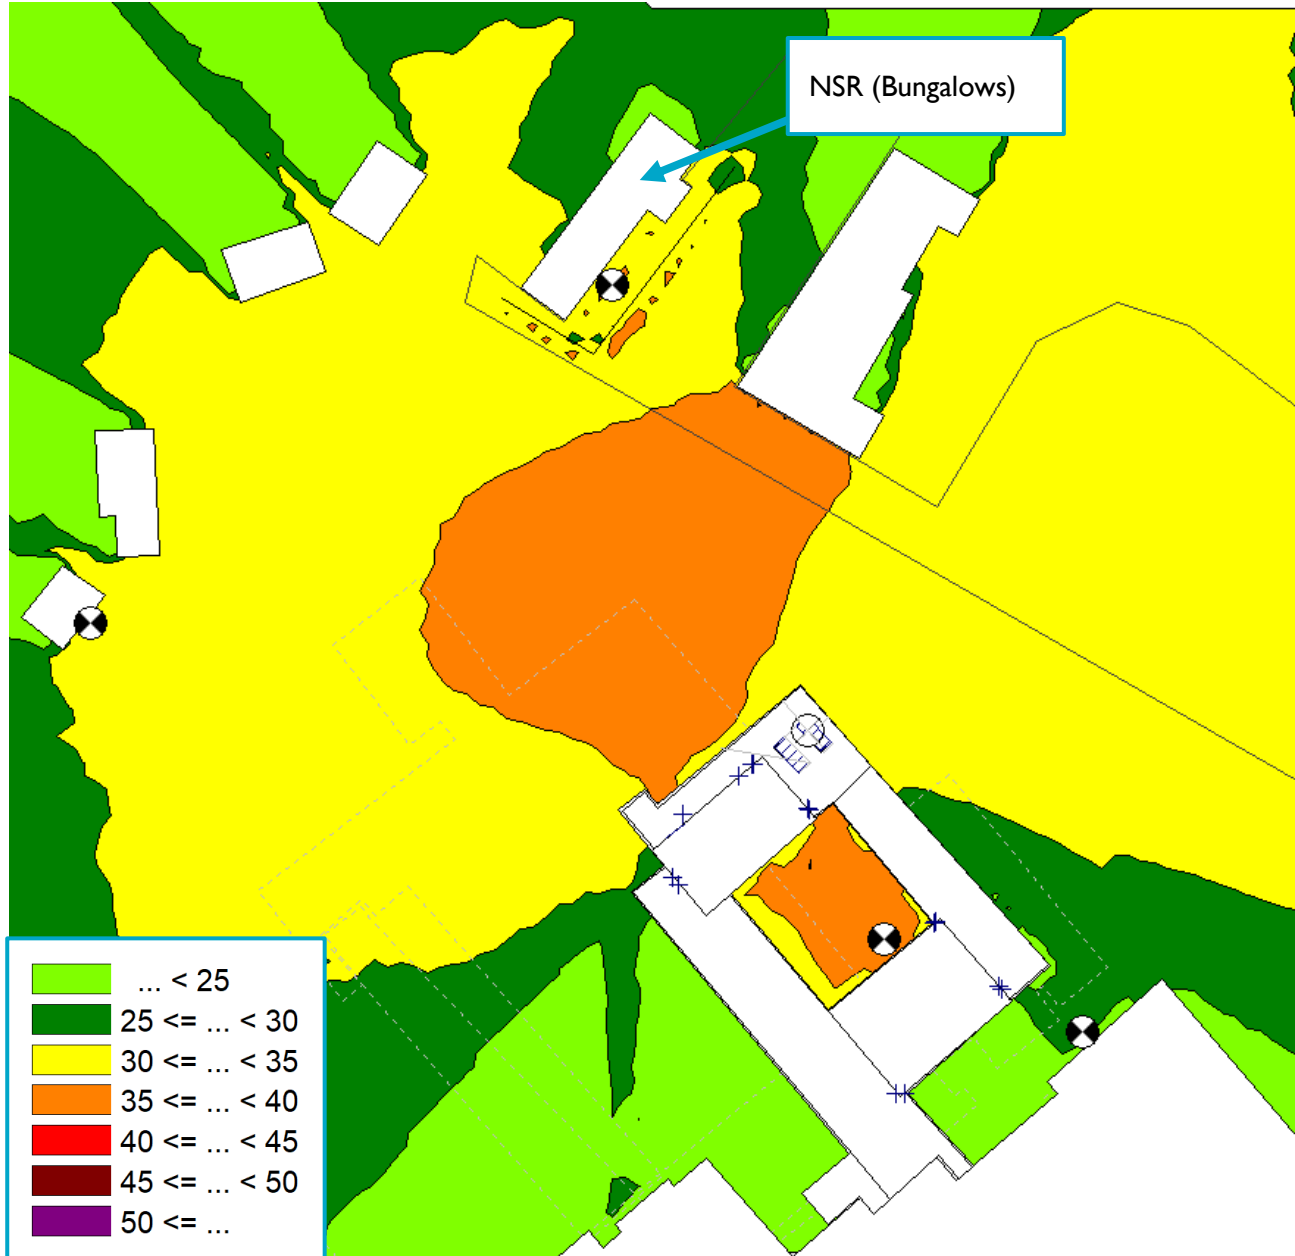 NSR (Bungalows)
... < 25
25 <= ... < 30
30 <= ... < 35
35 <= ... < 40
40 <= ... < 45
45 <= ... < 50
50 <= ...